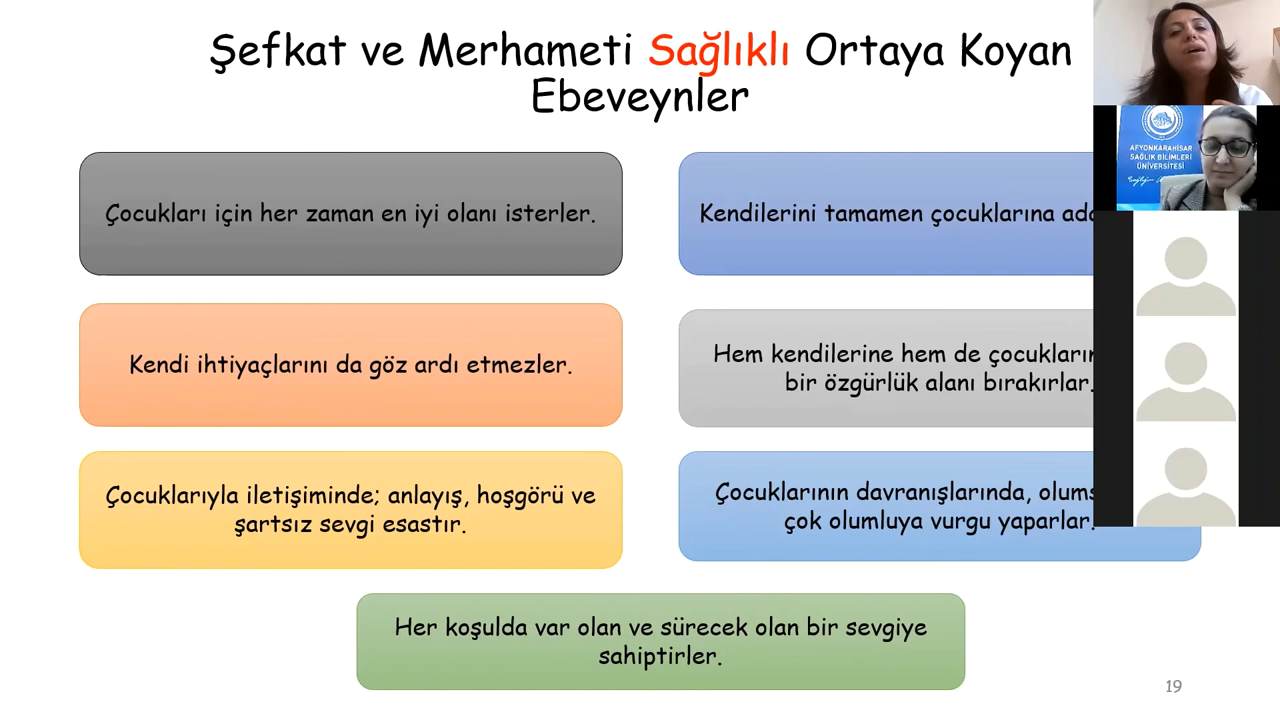 Şefkat ve Merhameti Sağlıklı Ortaya Koyan
Ebeveynler
Çocukları için her zaman en iyi olanı isterler.
Kendilerini tamamen çocuklarına
Kendi ihtiyaçlarını da göz ardı etmezler.
Hem kendilerine hem de
bir özgürlük alanı bırakırlar.
Çocuklarıyla iletişiminde; anlayış, hoşgörü ve
şartsız sevgi esastır.
Çocuklarının davranışlarında,
çok olumluya vurgu yaparlar.
Her koşulda var olan ve sürecek olan bir sevgiye
sahiptirler.
19
AFYONKARAHİSAR
SAĞLIK BİLİMLERİ
ÜNİVERSİTESİ